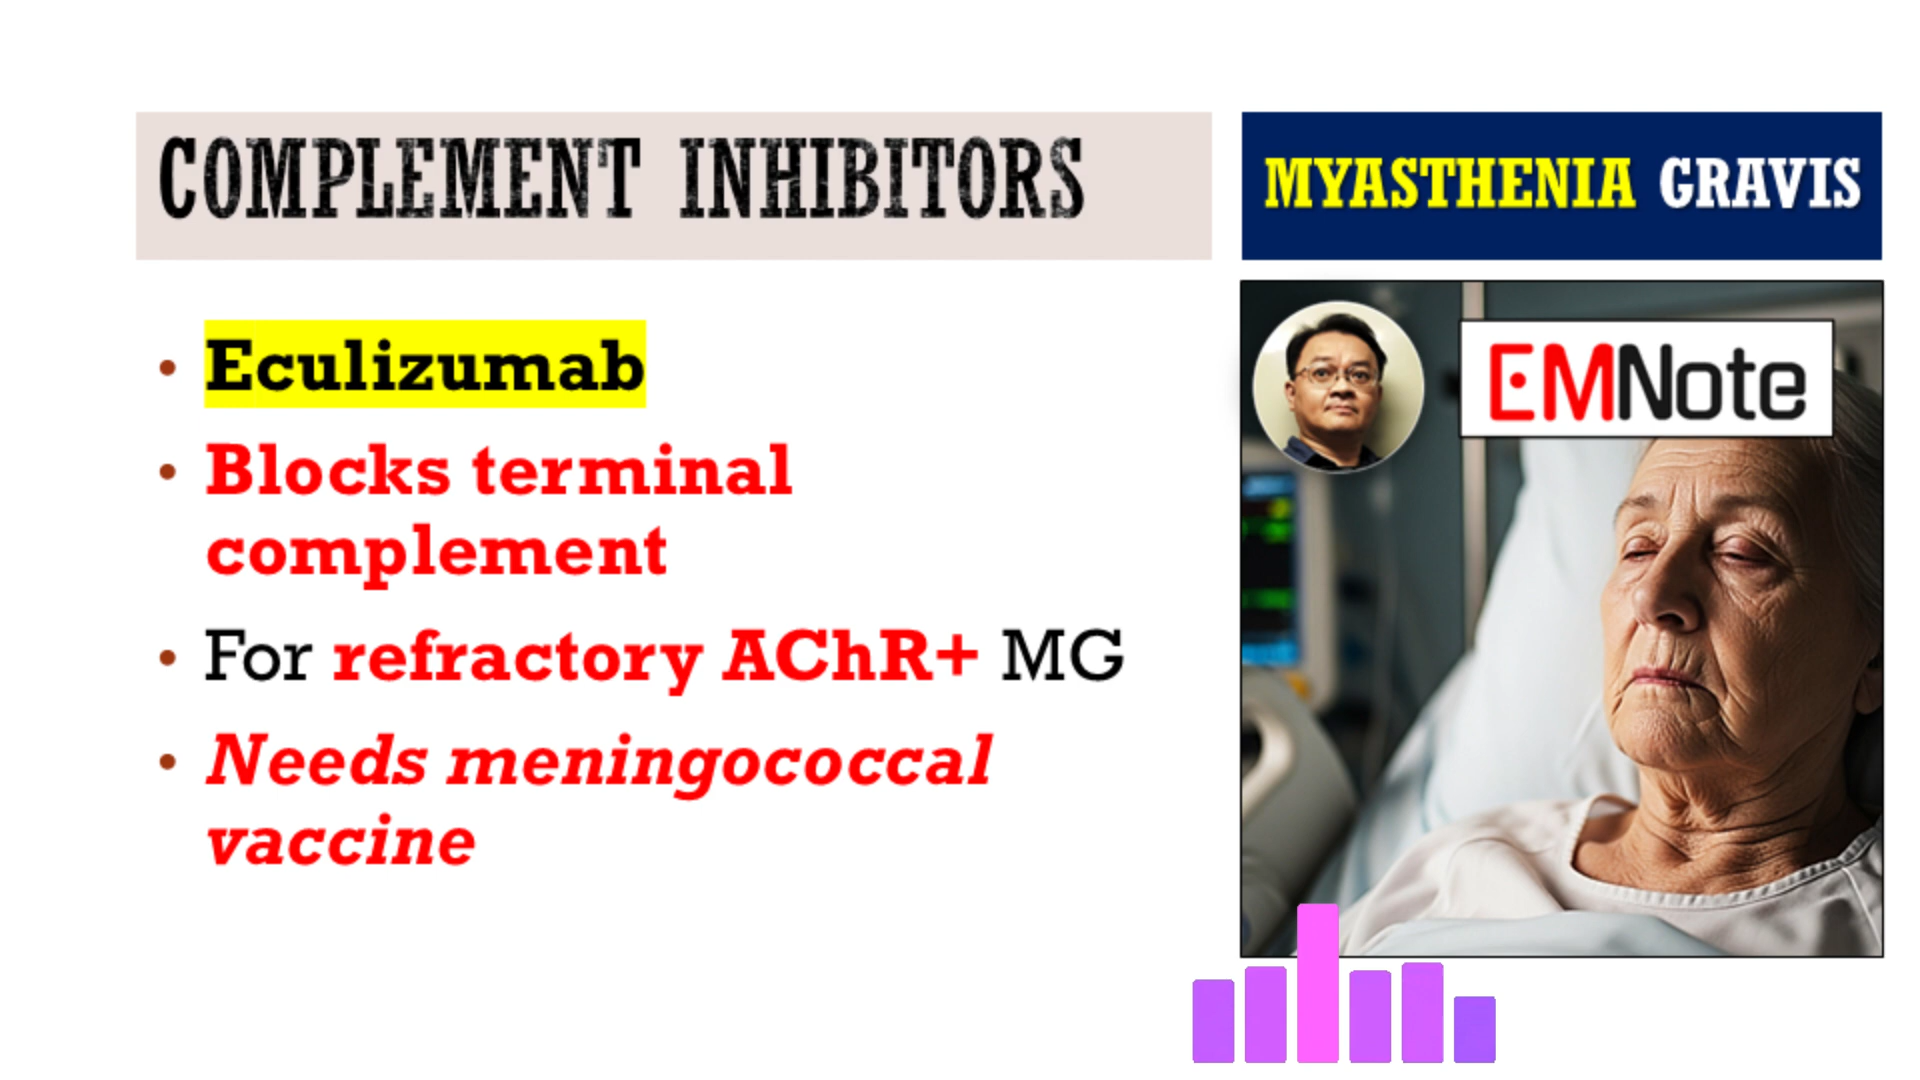 COMPLEMENT INHIBITORS
MYASTHENIA GRAVIS
EMNote
• Eculizumab
• Blocks terminal
complement
• For refractory AChR+ MG
• Needs meningococcal
vaccine